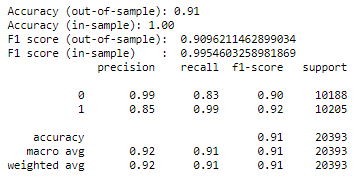 Accuracy (out-of-sample): 0.91
Accuracy (in-sample): 1.00
F1 score (out-of-sample) :  0.9096211462899034
F1 score (in-sample)     :  0.9954603258981869
              precision    recall  f1-score   support

           0       0.99      0.83      0.90     10188
           1       0.85      0.99      0.92     10205

    accuracy                           0.91     20393
   macro avg       0.92      0.91      0.91     20393
weighted avg       0.92      0.91      0.91     20393